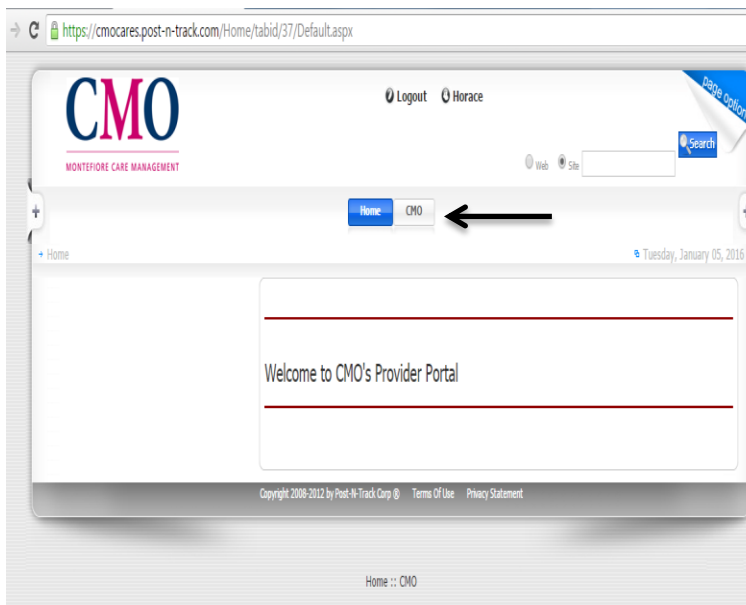 https://cmocares.post-n-track.com/Home/tabid/37/Default.aspx
page option
CMO
MONTEFIORE CARE MANAGEMENT
Logout Horace
Web Site Search
Home CMO
Home Tuesday, January 05, 2016
Welcome to CMO's Provider Portal
Copyright 2008-2012 by Post-N-Track Corp ® Terms Of Use Privacy Statement
Home :: CMO